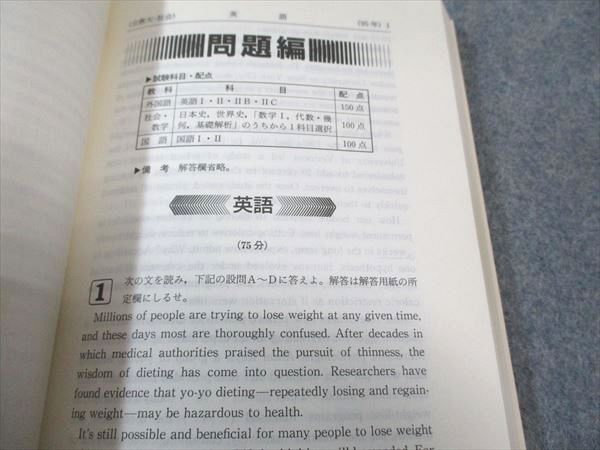 (立教大-社会) 英語 (95年) 1
問題編
▶試験科目・配点
教科 科目 配点
外国語 英語Ⅰ・Ⅱ・ⅡB・ⅡC 150点
社会・数学 日本史,世界史,「数学Ⅰ,代数・幾
何,基礎解析」のうちから1科目選択 100点
国語 国語Ⅰ・Ⅱ 100点
▶備考 解答欄省略。
英語
(75分)
1 次の文を読み,下記の設問A~Dに答えよ。解答は解答用紙の所
定欄にしるせ。
Millions of people are trying to lose weight at any given time,
and these days most are thoroughly confused. After decades in
which medical authorities praised the pursuit of thinness, the
wisdom of dieting has come into question. Researchers have
found evidence that yo-yo dieting—repeatedly losing and regain-
ing weight—may be hazardous to health.
It's still possible and beneficial for many people to lose weight